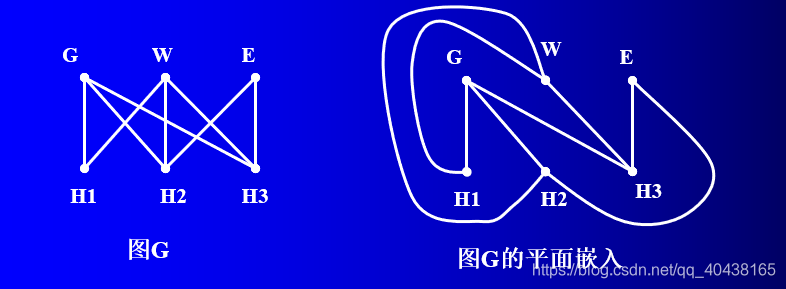 G W E
H1 H2 H3
图G
G W E
H1 H2 H3
图G的平面嵌入
https://blog.csdn.net/qq_40438165